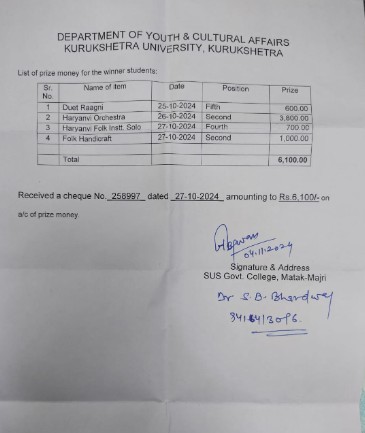 DEPARTMENT OF YOUTH & CULTURAL AFFAIRS
KURUKSHETRA UNIVERSITY, KURUKSHETRA
List of prize money for the winner students:
Sr. No. Name of item Date Position Prize
1 Duet Raagni 25-10-2024 Fifth 600.00
2 Haryanvi Orchestra 26-10-2024 Second 3,800.00
3 Haryanvi Folk Instt. Solo 27-10-2024 Fourth 700.00
4 Folk Handicraft 27-10-2024 Second 1,000.00
Total 6,100.00
Received a cheque No. 258997 dated 27-10-2024 amounting to Rs.6,100/- on
a/c of prize money.
04.11.2024
Signature & Address
SUS Govt. College, Matak-Majri
Dr S. B. Bhardwaj